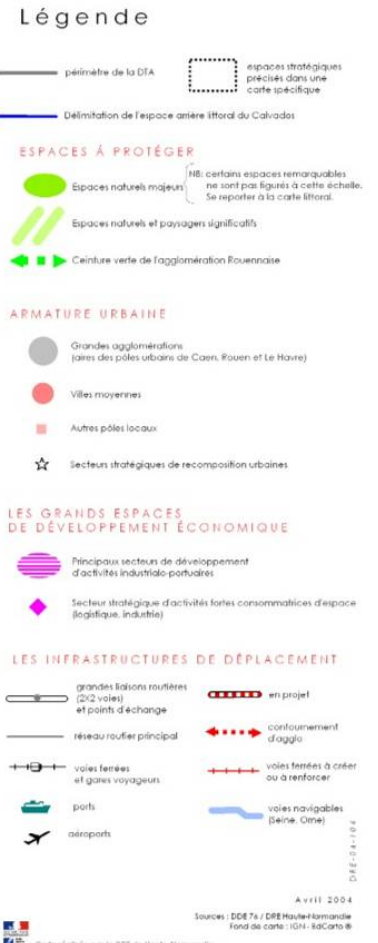 Légende
périmètre de la DTA
espaces stratégiques
précisés dans une
carte spécifique
Délimitation de l'espace arrière littoral du Calvados
ESPACES Á PROTÉGER
Espaces naturels majeurs
NB: certains espaces remarquables
ne sont pas figurés à cette échelle.
Se reporter à la carte littoral.
Espaces naturels et paysagers significatifs
Ceinture verte de l'agglomération Rouennaise
ARMATURE URBAINE
Grandes agglomérations
(aires des pôles urbains de Caen, Rouen et Le Havre)
Villes moyennes
Autres pôles locaux
Secteurs stratégiques de recomposition urbaines
LES GRANDS ESPACES
DE DÉVELOPPEMENT ÉCONOMIQUE
Principaux secteurs de développement
d'activités industrialo-portuaires
Secteur stratégique d'activités fortes consommatrices d'espace
(logistique, industrie)
LES INFRASTRUCTURES DE DÉPLACEMENT
grandes liaisons routières
(2X2 voies)
et points d'échange
en projet
réseau routier principal
contournement
d'agglo
voies ferrées
et gares voyageurs
voies ferrées à créer
ou à renforcer
ports
voies navigables
(Seine, Orne)
aéroports
DRE-04-104
Avril 2004
Sources : DDE 76 / DRE Haute-Normandie
Fond de carte : IGN - BdCarto ®